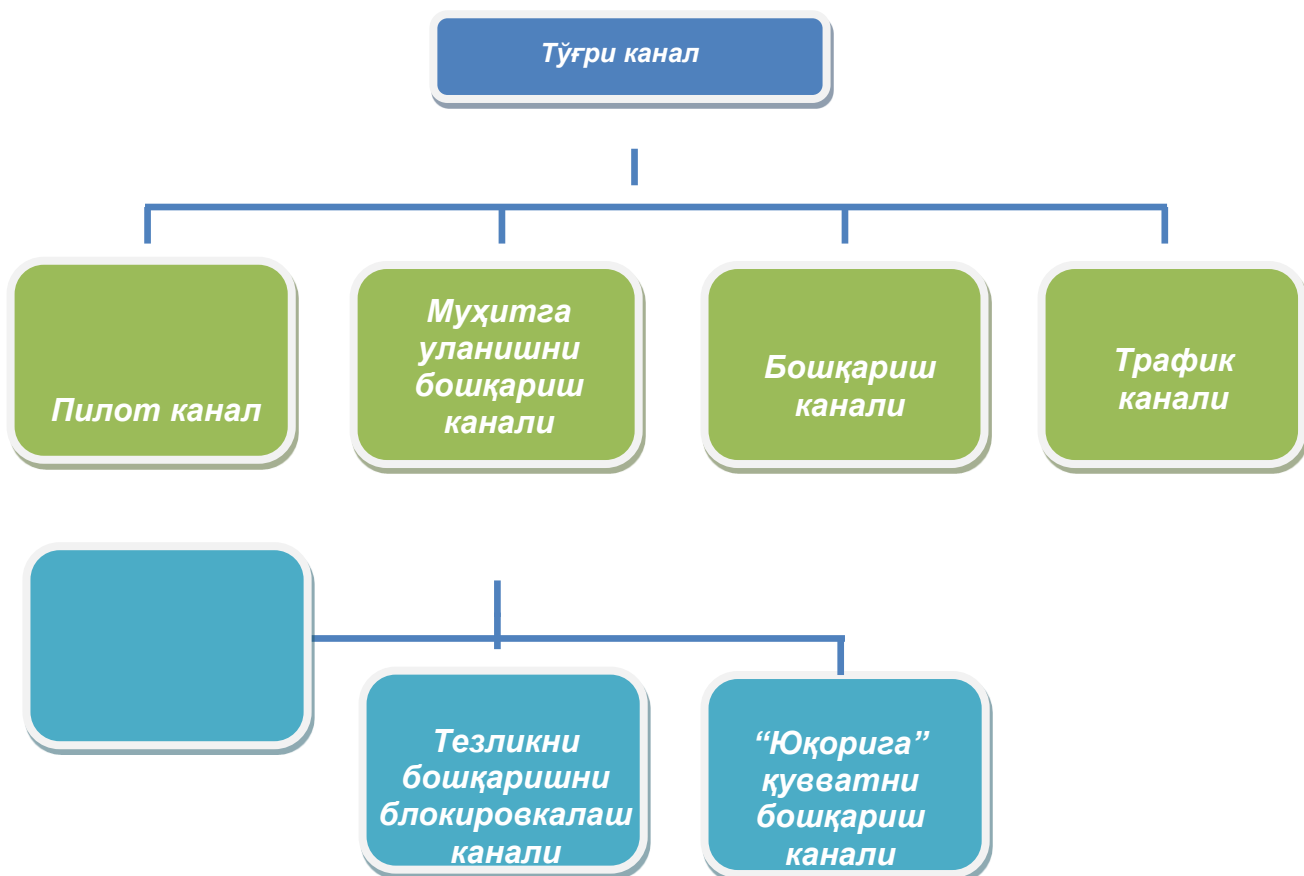 Тўғри канал
Пилот канал
Муҳитга
уланишни
бошқариш
канали
Бошқариш
канали
Трафик
канали
Тезликни
бошқаришни
блокировкалаш
канали
“Юқорига”
қувватни
бошқариш
канали